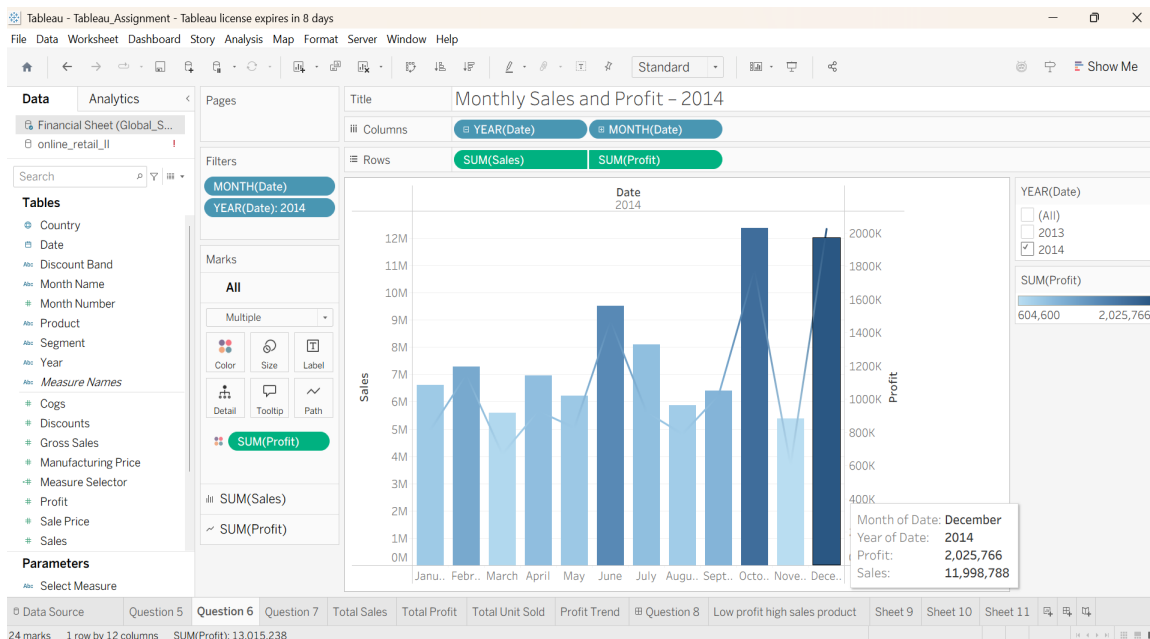 Tableau - Tableau_Assignment - Tableau license expires in 8 days
File Data Worksheet Dashboard Story Analysis Map Format Server Window Help
Standard
Show Me
Data Analytics
Financial Sheet (Global_S...
online_retail_II !
Search
Tables
Country
Date
Abc Discount Band
Abc Month Name
# Month Number
Abc Product
Abc Segment
Abc Year
Abc Measure Names
# Cogs
# Discounts
# Gross Sales
# Manufacturing Price
=# Measure Selector
# Profit
# Sale Price
# Sales
Parameters
Abc Select Measure
Pages
Filters
MONTH(Date)
YEAR(Date): 2014
Marks
All
Multiple
Color Size Label
Detail Tooltip Path
SUM(Profit)
SUM(Sales)
SUM(Profit)
Title Monthly Sales and Profit – 2014
Columns YEAR(Date) MONTH(Date)
Rows SUM(Sales) SUM(Profit)
Date
2014
Sales
12M
11M
10M
9M
8M
7M
6M
5M
4M
3M
2M
1M
0M
2000K
1800K
1600K
1400K
1200K
1000K
800K
600K
400K
Profit
Janu.. Febr.. March April May June July Augu.. Sept.. Octo.. Nove.. Dece..
Month of Date: December
Year of Date: 2014
Profit: 2,025,766
Sales: 11,998,788
YEAR(Date)
(All)
2013
2014
SUM(Profit)
604,600 2,025,766
Data Source Question 5 Question 6 Question 7 Total Sales Total Profit Total Unit Sold Profit Trend Question 8 Low profit high sales product Sheet 9 Sheet 10 Sheet 11
24 marks 1 row by 12 columns SUM(Profit): 13,015,238